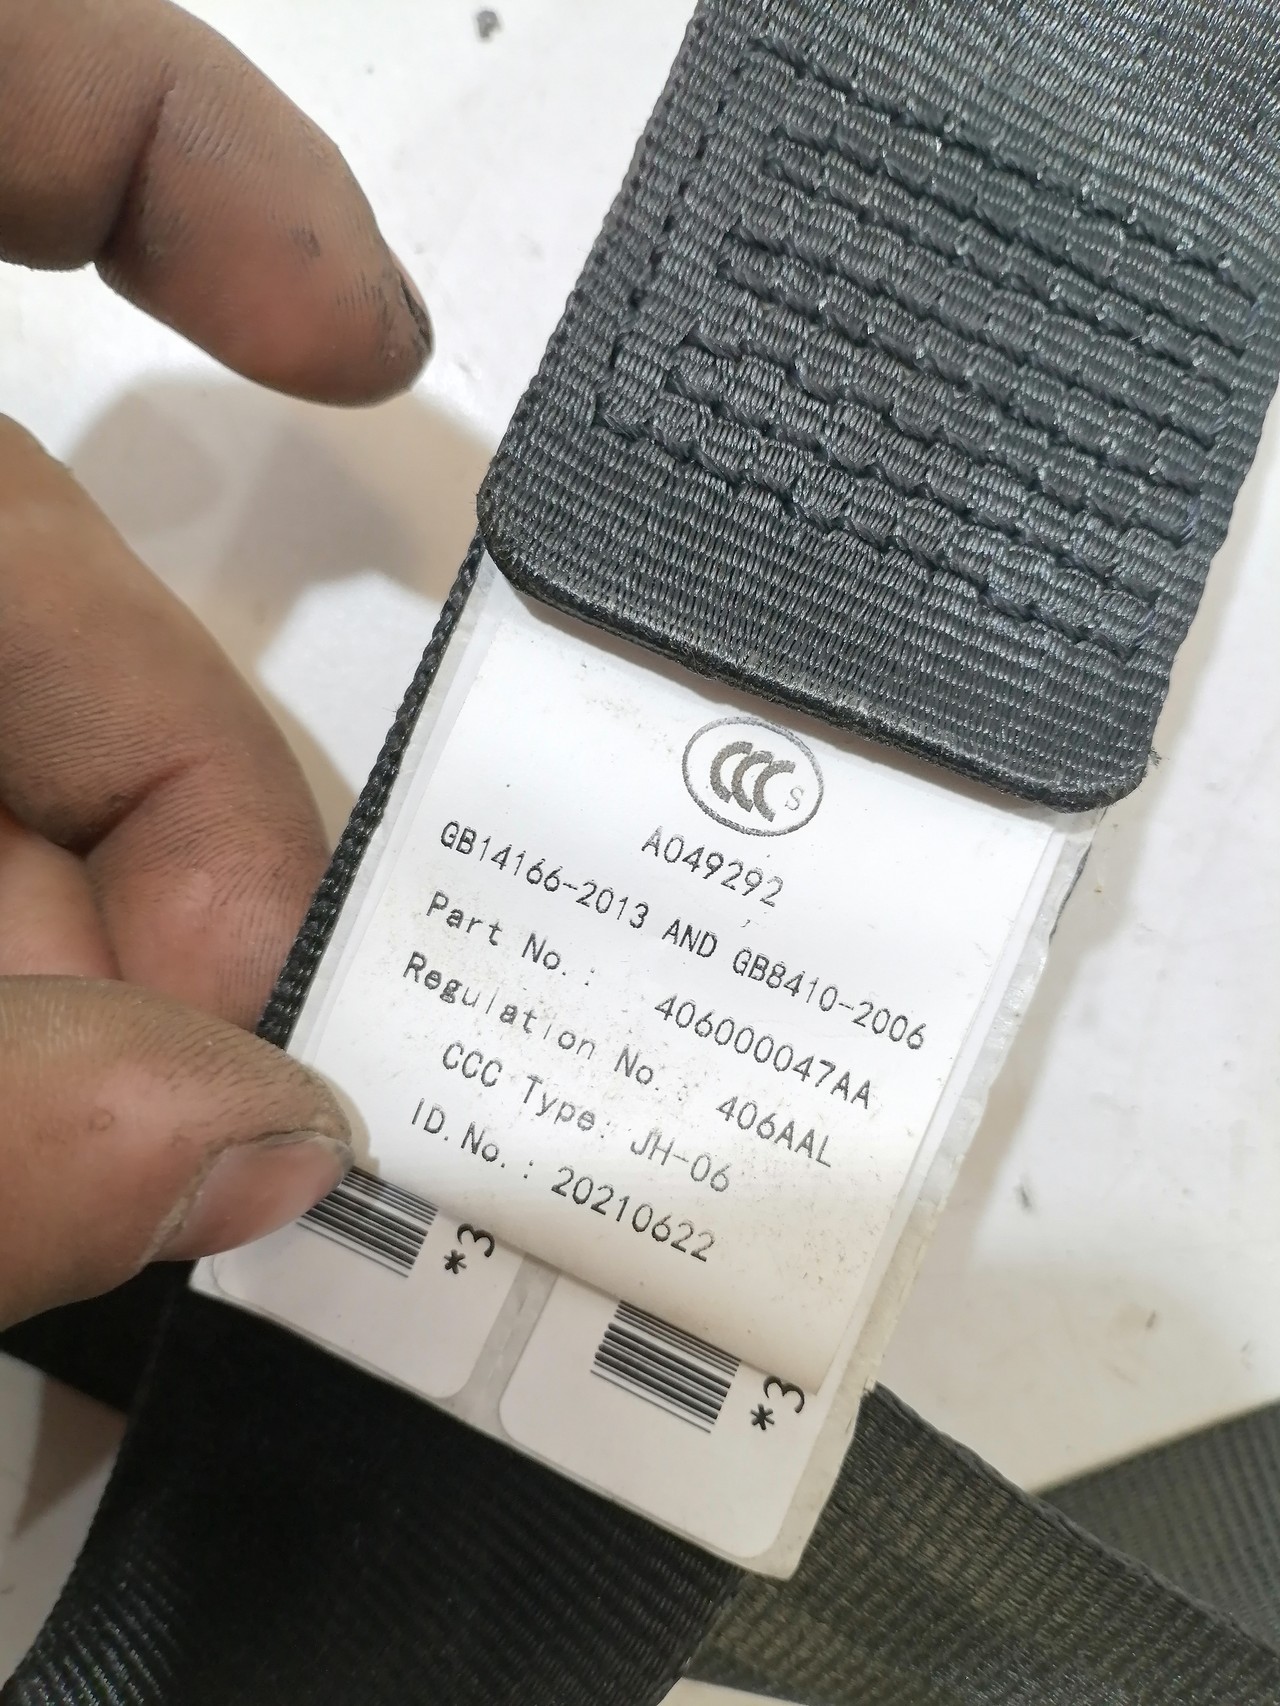 CCC S
A049292
GB14166-2013 AND GB8410-2006
Part No.: 406000047AA
Regulation No.: 406AAL
CCC Type: JH-06
ID.No.: 20210622
*3
*3